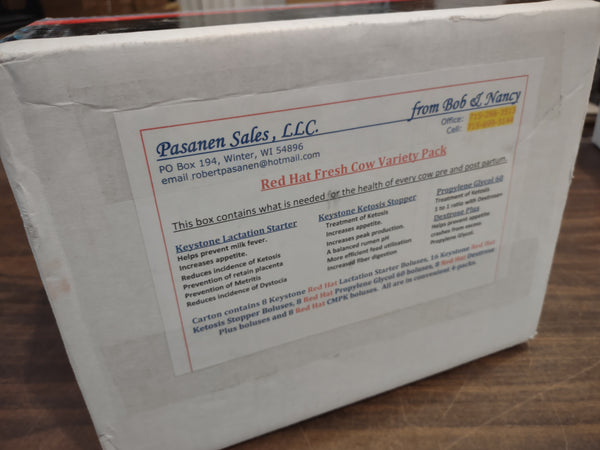 Pasanen Sales, LLC.
from Bob & Nancy
PO Box 194, Winter, WI 54896
Office:
email robertpasanen@hotmail.com
Cell:
Red Hat Fresh Cow Variety Pack
This box contains what is needed for the health of every cow pre and post partum.
Keystone Lactation Starter
Helps prevent milk fever.
Increases appetite.
Reduces incidence of Ketosis
Prevention of retain placenta
Prevention of Metritis
Reduces incidence of Dystocia
Keystone Ketosis Stopper
Treatment of Ketosis
Increases appetite.
Increases peak production.
A balanced rumen pH
More efficient feed utilization
Increase fiber digestion
Propylene Glycol 60
Treatment of Ketosis
1 to 1 ratio with Dextrosen
Dextrose Plus
Helps prevent appetite
crashes from excess
Propylene Glycol.
Carton contains 8 Keystone Red Hat Lactation Starter Boluses, 16 Keystone Red Hat
Ketosis Stopper Boluses, 8 Red Hat Propylene Glycol 60 boluses, 8 Red Hat Dextrose
Plus boluses and 8 Red Hat CMPK boluses. All are in convenient 4-packs.